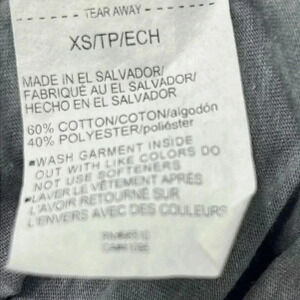 TEAR AWAY
XS/TP/ECH
MADE IN EL SALVADOR/
FABRIQUÉ AU EL SALVADOR/
HECHO EN EL SALVADOR
60% COTTON/COTON/algodón
40% POLYESTER/poliéster
▪WASH GARMENT INSIDE
OUT WITH LIKE COLORS DO
NOT USE SOFTENERS
▪LAVER LE VÊTEMENT APRÉS
L'AVOIR RETOURNÉ SUR
L'ENVERS AVEC DES COULEURS